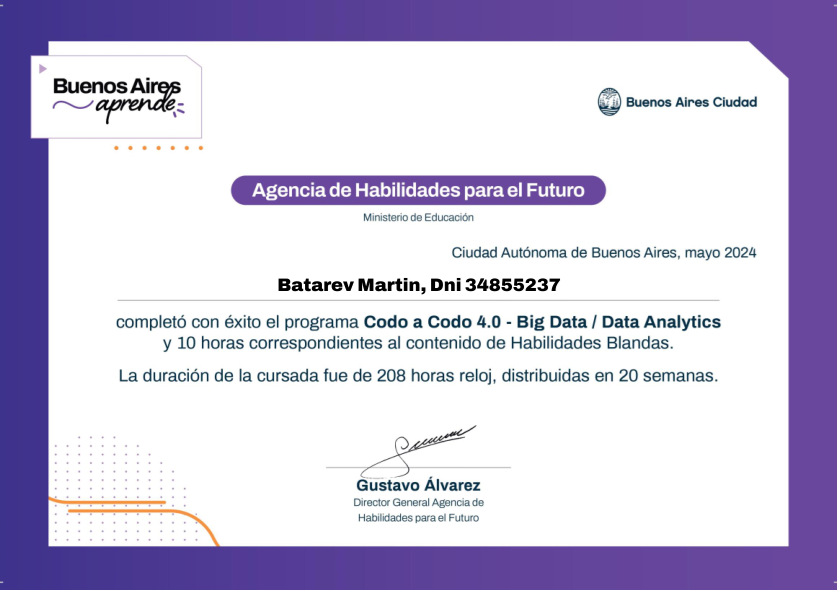 Buenos Aires
aprende
Buenos Aires Ciudad
Agencia de Habilidades para el Futuro
Ministerio de Educación
Ciudad Autónoma de Buenos Aires, mayo 2024
Batarev Martin, Dni 34855237
completó con éxito el programa Codo a Codo 4.0 - Big Data / Data Analytics
y 10 horas correspondientes al contenido de Habilidades Blandas.
La duración de la cursada fue de 208 horas reloj, distribuidas en 20 semanas.
Gustavo Álvarez
Director General Agencia de
Habilidades para el Futuro